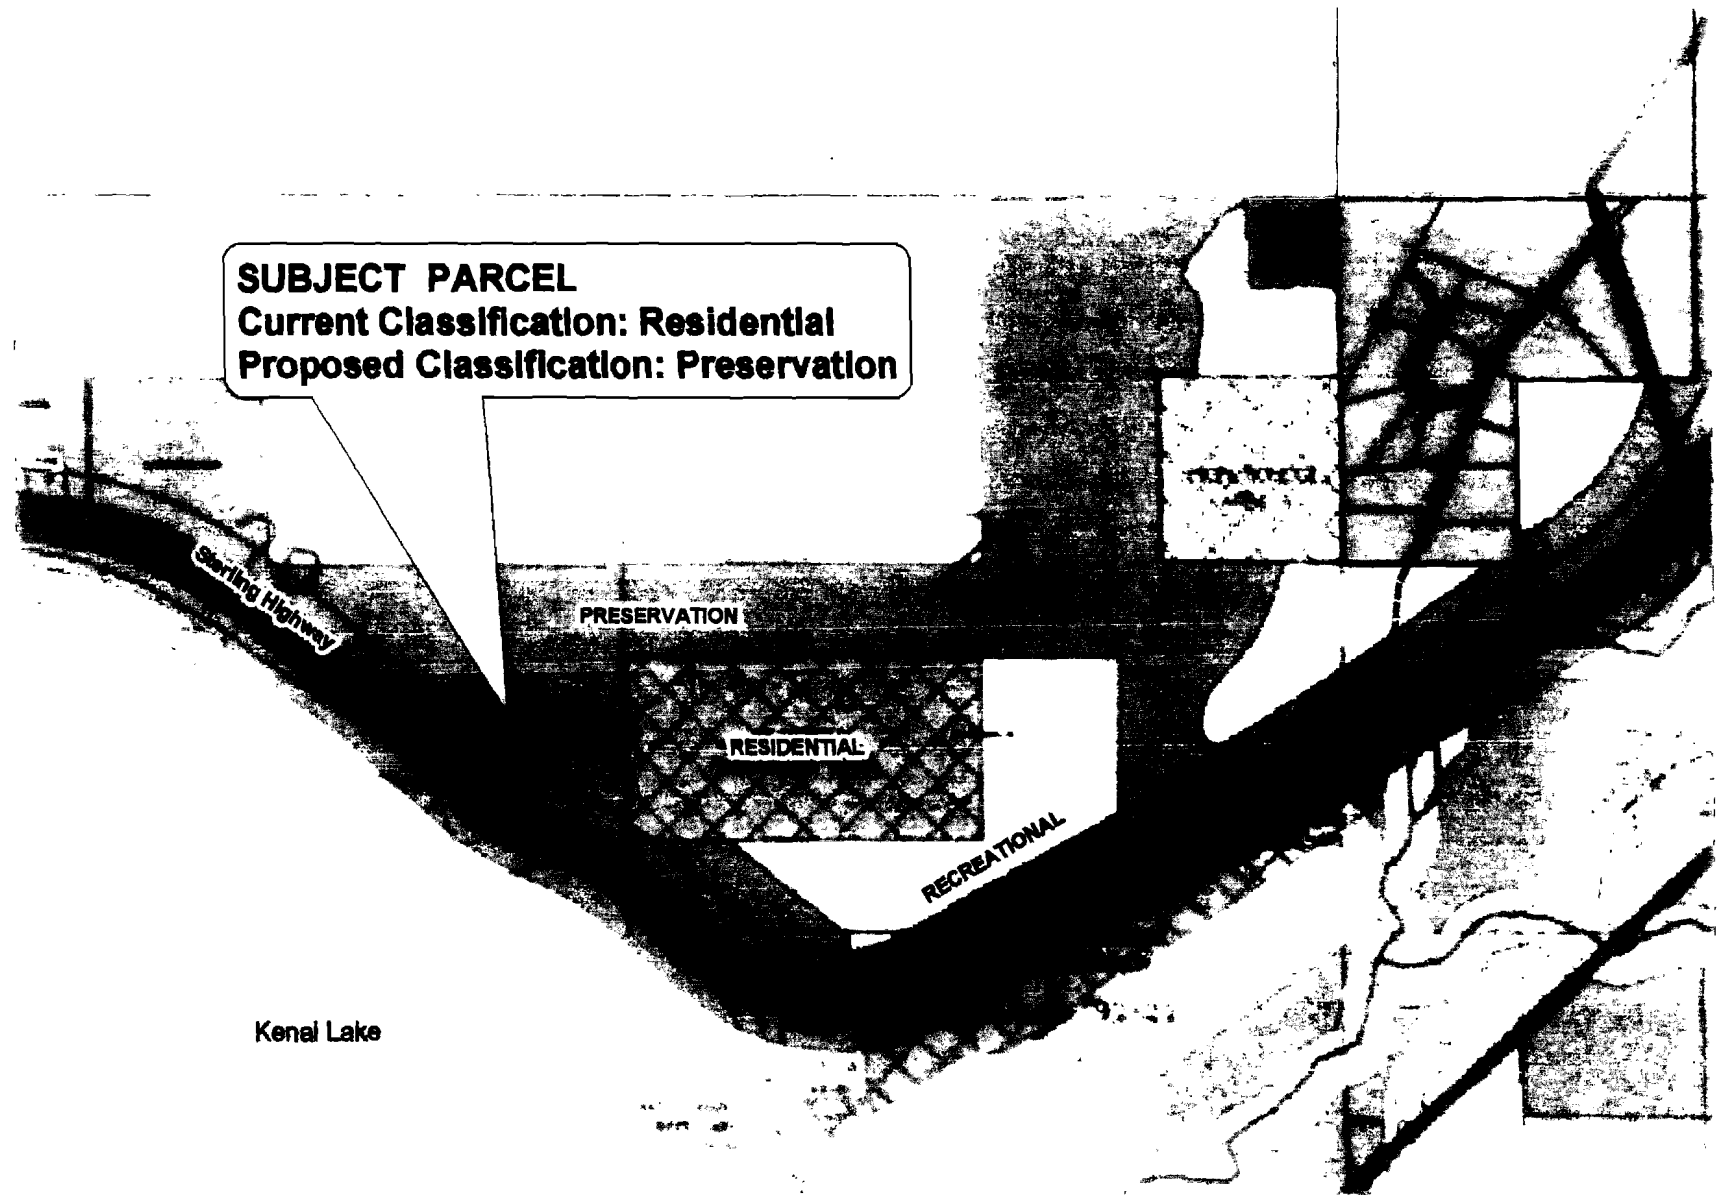 SUBJECT PARCEL
Current Classification: Residential
Proposed Classification: Preservation
Sterling Highway
PRESERVATION
RESIDENTIAL
RECREATIONAL
Kenai Lake